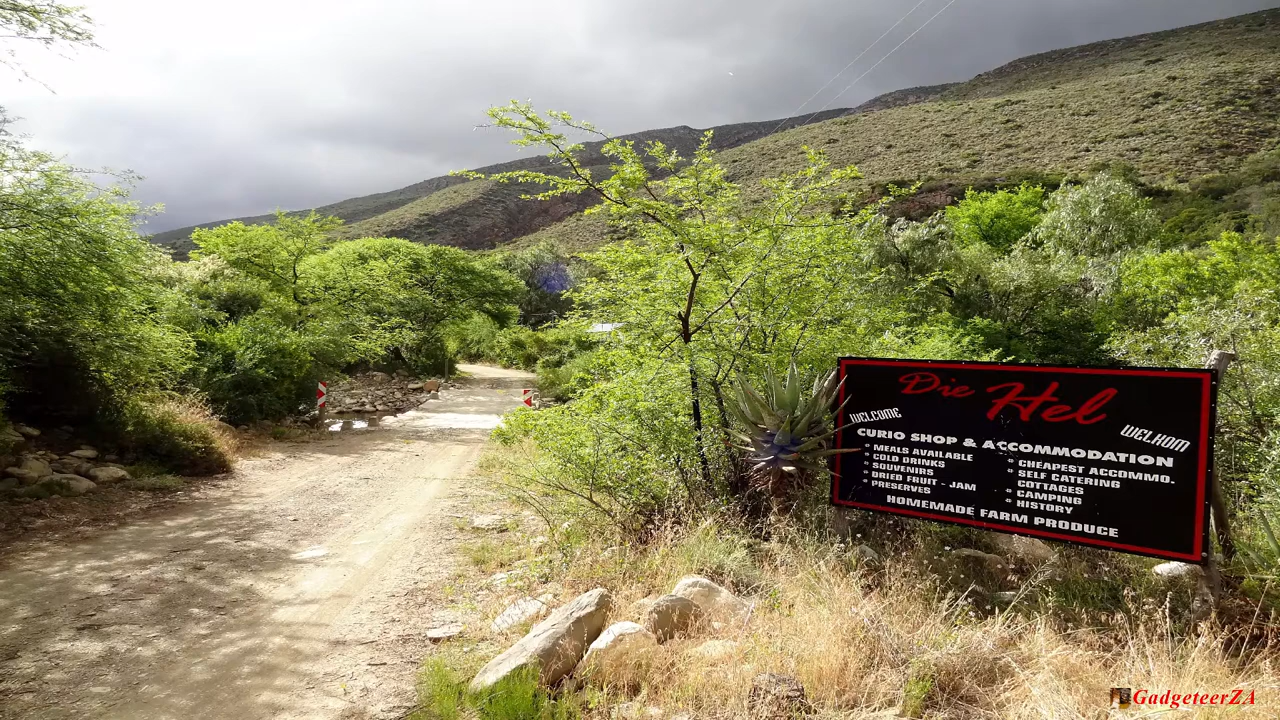 Die Hel
WELCOME
WELKOM
CURIO SHOP & ACCOMMODATION
° MEALS AVAILABLE
° COLD DRINKS
° SOUVENIRS
° DRIED FRUIT - JAM
° PRESERVES
° CHEAPEST ACCOMMO.
° SELF CATERING
COTTAGES
° CAMPING
° HISTORY
HOMEMADE FARM PRODUCE
GadgeteerZA